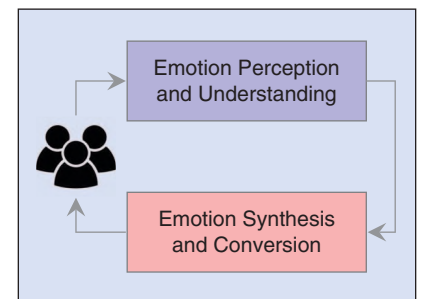 Emotion Perception
and Understanding
Emotion Synthesis
and Conversion